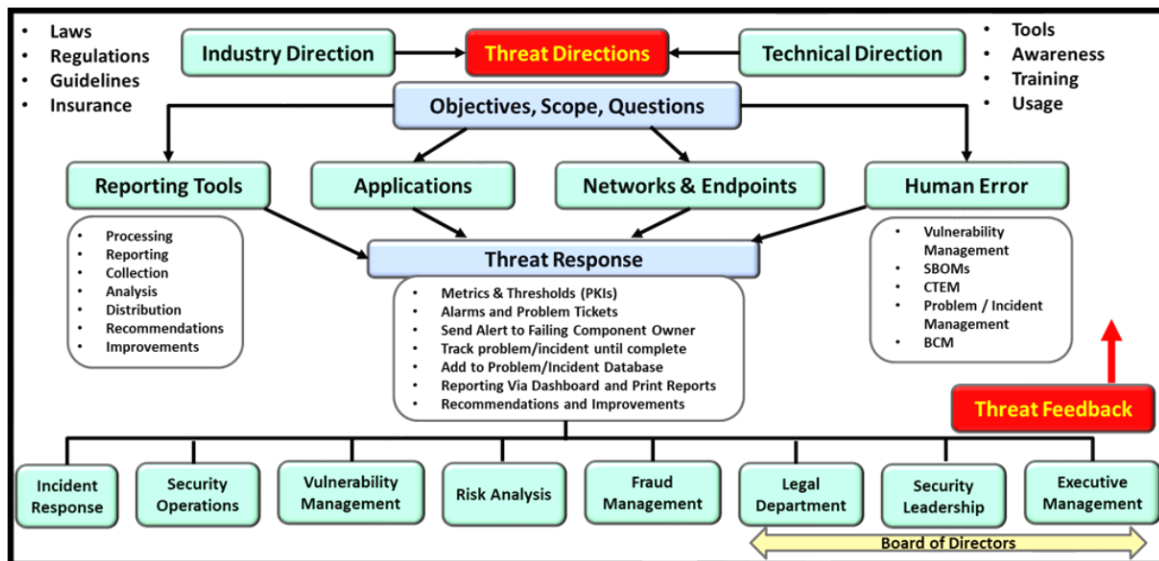 • Laws
• Regulations
• Guidelines
• Insurance
Industry Direction
Threat Directions
Technical Direction
• Tools
• Awareness
• Training
• Usage
Objectives, Scope, Questions
Reporting Tools
Applications
Networks & Endpoints
Human Error
• Processing
• Reporting
• Collection
• Analysis
• Distribution
• Recommendations
• Improvements
Threat Response
• Metrics & Thresholds (PKIs)
• Alarms and Problem Tickets
• Send Alert to Failing Component Owner
• Track problem/incident until complete
• Add to Problem/Incident Database
• Reporting Via Dashboard and Print Reports
• Recommendations and Improvements
• Vulnerability
Management
• SBOMs
• CTEM
• Problem / Incident
Management
• BCM
Threat Feedback
Incident
Response
Security
Operations
Vulnerability
Management
Risk Analysis
Fraud
Management
Legal
Department
Security
Leadership
Executive
Management
Board of Directors